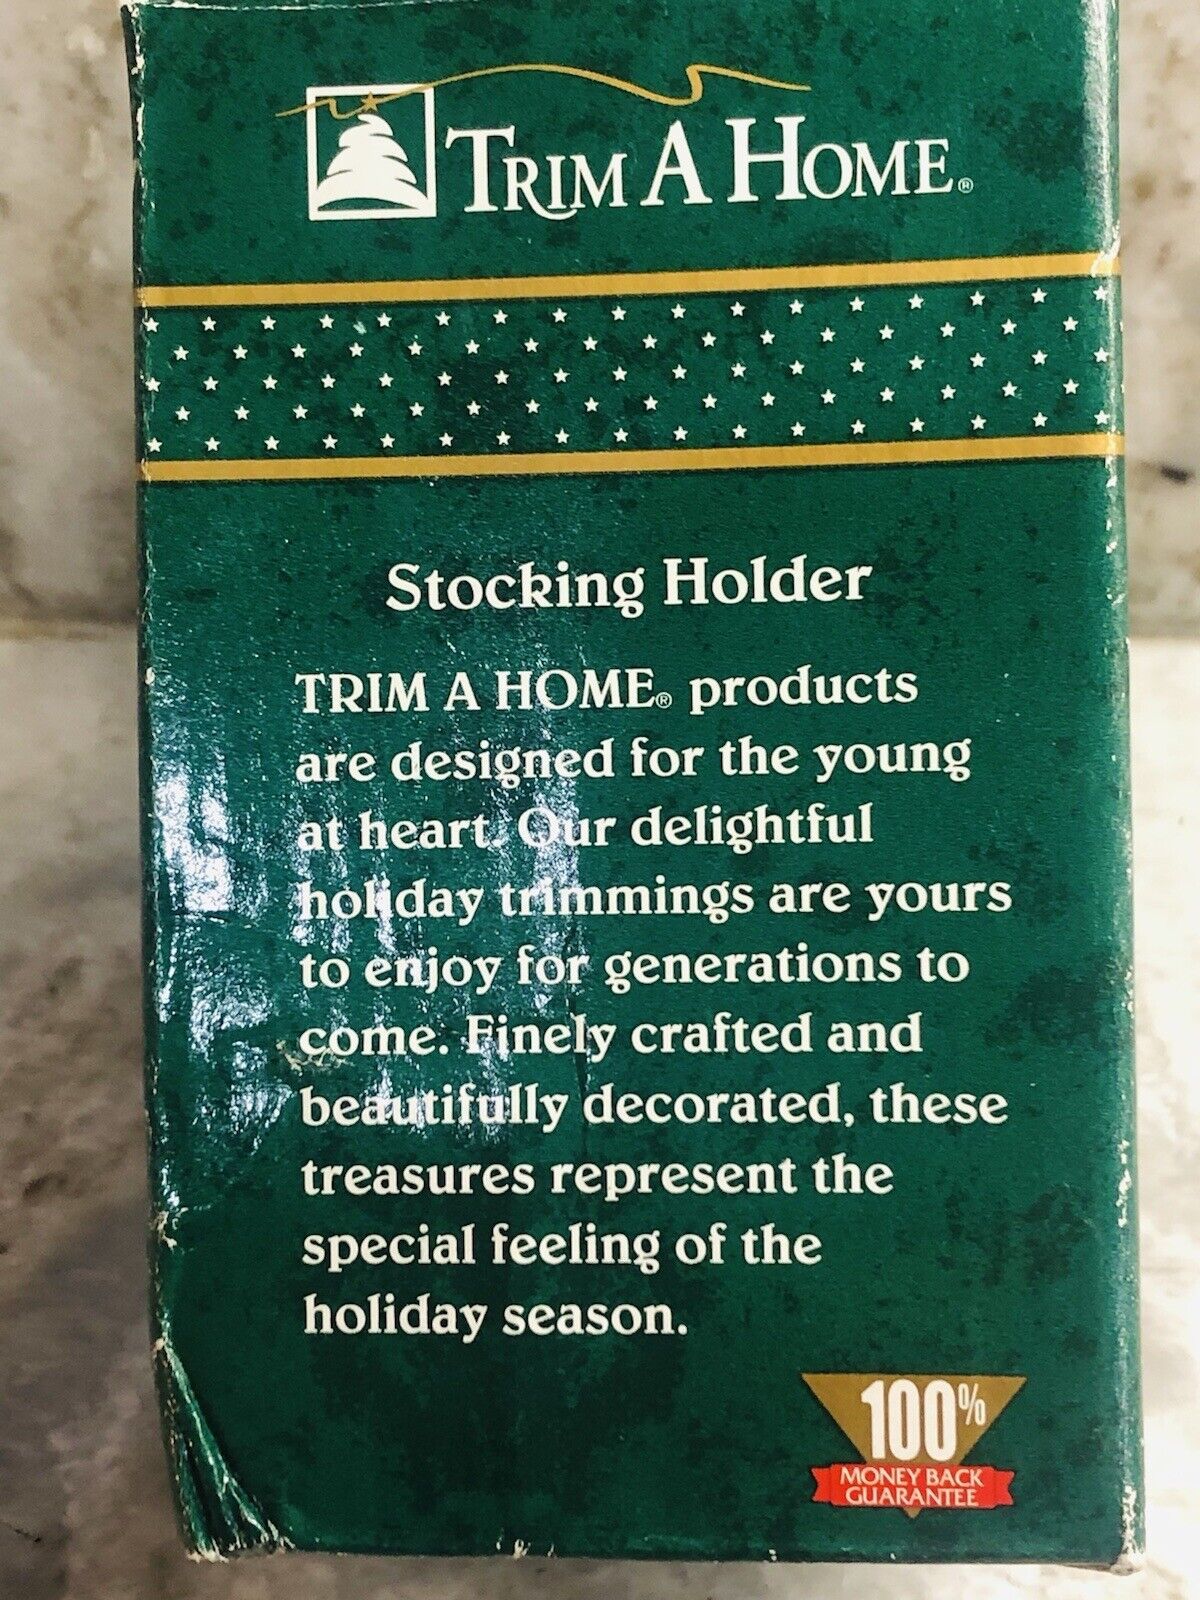 TRIM A HOME®
Stocking Holder
TRIM A HOME® products
are designed for the young
at heart. Our delightful
holiday trimmings are yours
to enjoy for generations to
come. Finely crafted and
beautifully decorated, these
treasures represent the
special feeling of the
holiday season.
100%
MONEY BACK
GUARANTEE